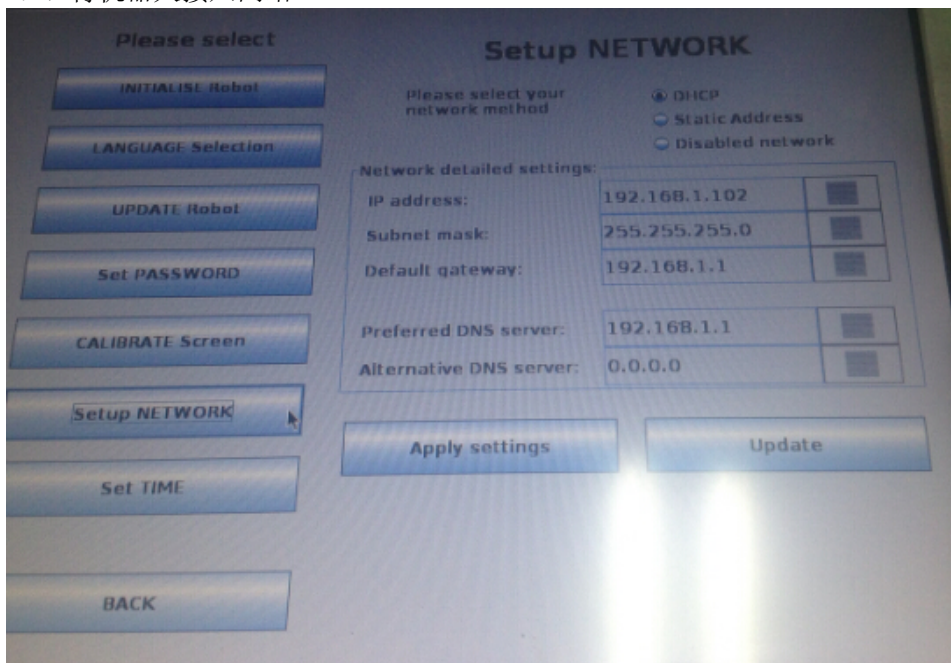 Please select
INITIALISE Robot
LANGUAGE Selection
UPDATE Robot
Set PASSWORD
CALIBRATE Screen
Setup NETWORK
Set TIME
BACK
Setup NETWORK
Please select your
network method
DHCP
Static Address
Disabled network
Network detailed settings:
IP address: 192.168.1.102
Subnet mask: 255.255.255.0
Default gateway: 192.168.1.1
Preferred DNS server: 192.168.1.1
Alternative DNS server: 0.0.0.0
Apply settings
Update